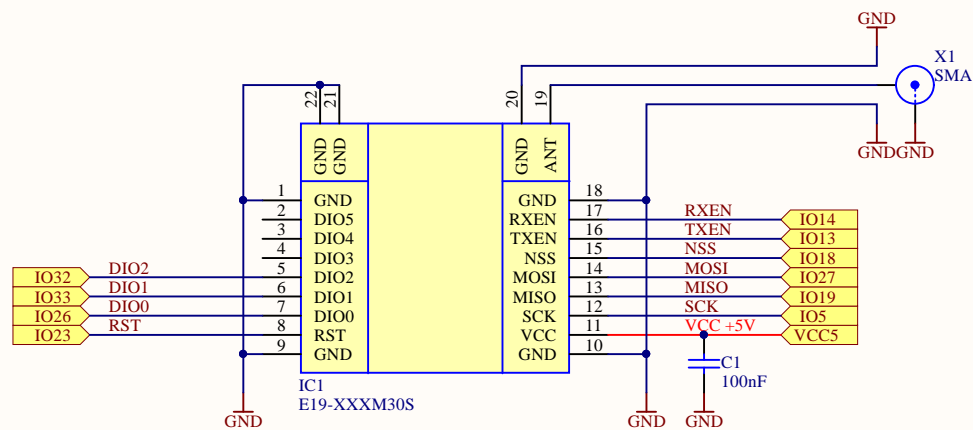 GND
X1
SMA
20
19
22
21
GND
GND
GND
ANT
GND
GND
1
GND
GND
18
2
DIO5
RXEN
17
RXEN
IO14
3
DIO4
TXEN
16
TXEN
IO13
4
DIO3
NSS
15
NSS
IO18
IO32
DIO2
5
DIO2
MOSI
14
MOSI
IO27
IO33
DIO1
6
DIO1
MISO
13
MISO
IO19
IO26
DIO0
7
DIO0
SCK
12
SCK
IO5
IO23
RST
8
RST
VCC
11
VCC +5V
VCC5
9
GND
GND
10
C1
100nF
IC1
E19-XXXM30S
GND
GND
GND